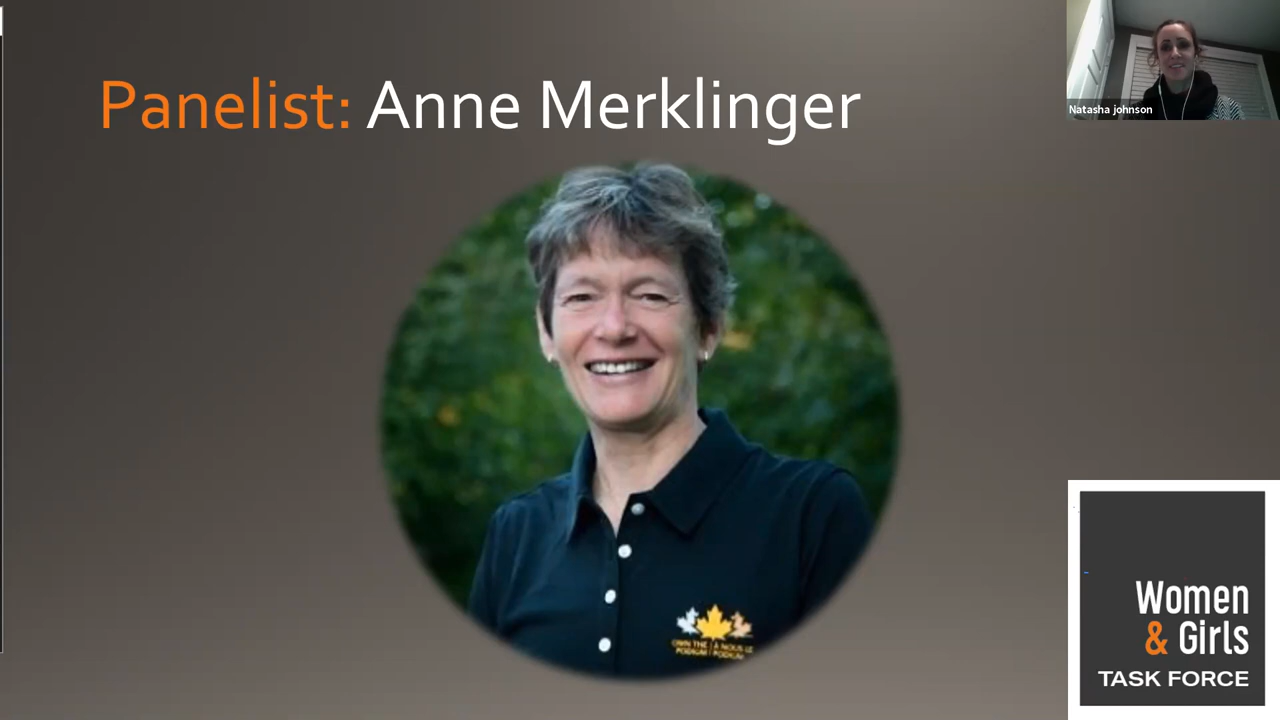 Panelist: Anne Merklinger
Natasha johnson
OWN THE | À NOUS LE
PODIUM | PODIUM
Women
& Girls
TASK FORCE